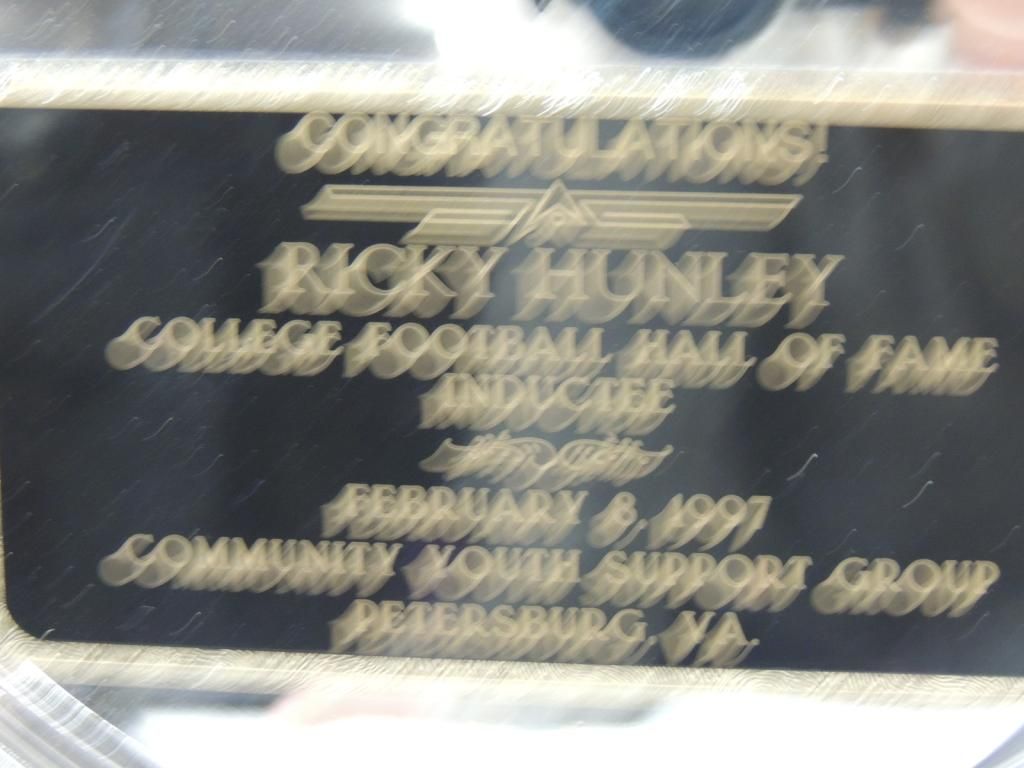 CONGRATULATIONS!
RICKY HUNLEY
COLLEGE FOOTBALL HALL OF FAME
INDUCTEE
FEBRUARY 8, 1997
COMMUNITY YOUTH SUPPORT GROUP
PETERSBURG, VA.